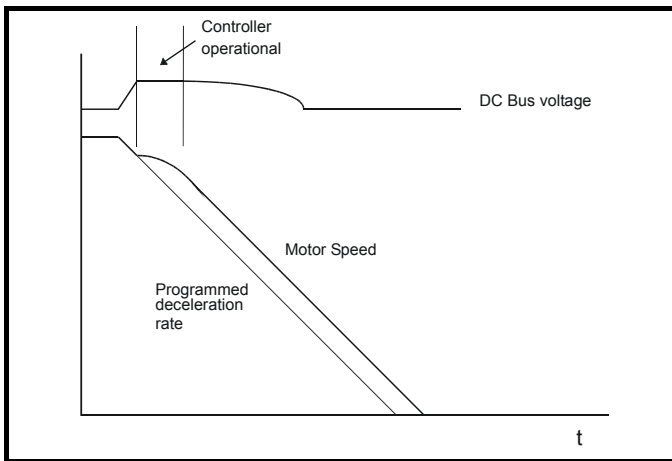 Controller
operational
DC Bus voltage
Motor Speed
Programmed
deceleration
rate
t